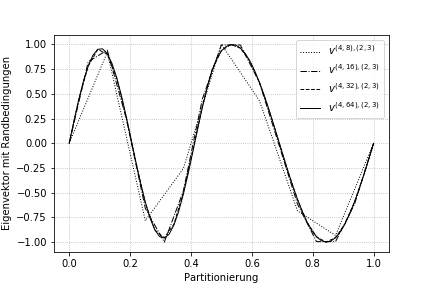 Eigenvektor mit Randbedingungen
1.00
0.75
0.50
0.25
0.00
−0.25
−0.50
−0.75
−1.00
v^(4,8),(2,3)
v^(4,16),(2,3)
v^(4,32),(2,3)
v^(4,64),(2,3)
0.0 0.2 0.4 0.6 0.8 1.0
Partitionierung